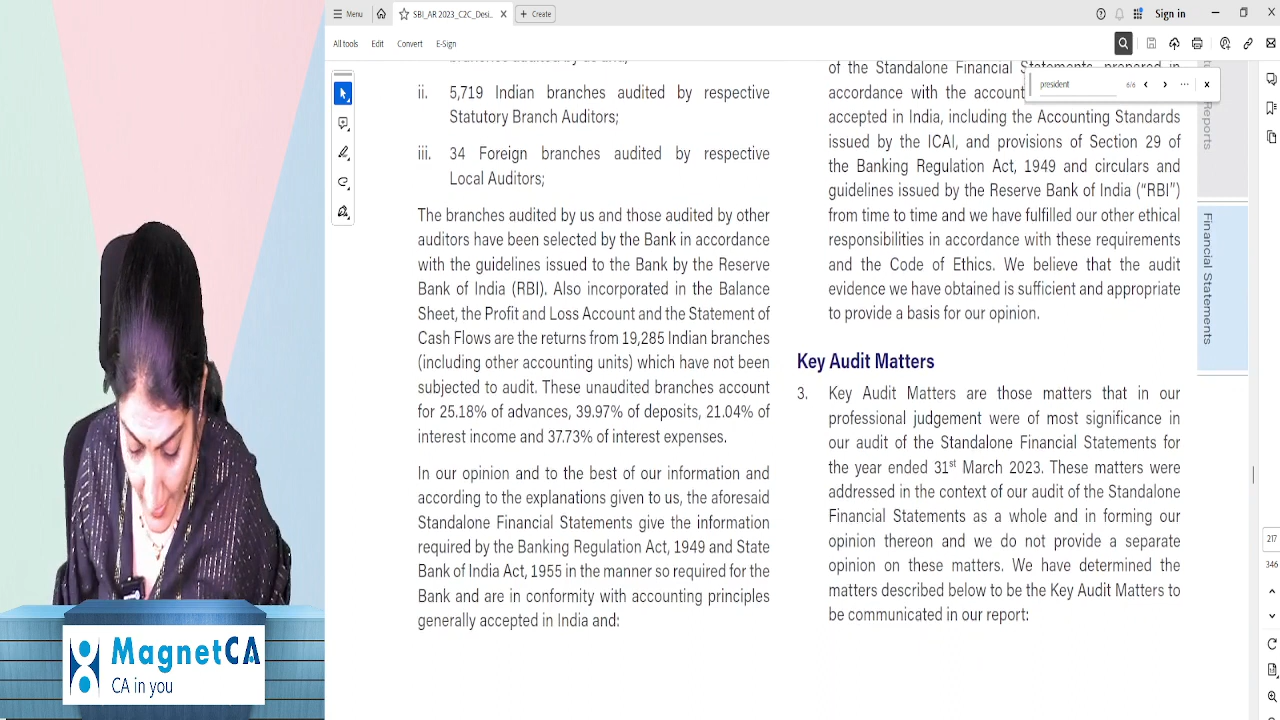 Menu
SBI_AR 2023_C2C_Desi...
Create
Sign in
All tools
Edit
Convert
E-Sign
president
6/6
ii. 5,719 Indian branches audited by respective
Statutory Branch Auditors;
iii. 34 Foreign branches audited by respective
Local Auditors;
The branches audited by us and those audited by other
auditors have been selected by the Bank in accordance
with the guidelines issued to the Bank by the Reserve
Bank of India (RBI). Also incorporated in the Balance
Sheet, the Profit and Loss Account and the Statement of
Cash Flows are the returns from 19,285 Indian branches
(including other accounting units) which have not been
subjected to audit. These unaudited branches account
for 25.18% of advances, 39.97% of deposits, 21.04% of
interest income and 37.73% of interest expenses.
In our opinion and to the best of our information and
according to the explanations given to us, the aforesaid
Standalone Financial Statements give the information
required by the Banking Regulation Act, 1949 and State
Bank of India Act, 1955 in the manner so required for the
Bank and are in conformity with accounting principles
generally accepted in India and:
of the Standalone Financial Statements, prepared in
accordance with the account
accepted in India, including the Accounting Standards
issued by the ICAI, and provisions of Section 29 of
the Banking Regulation Act, 1949 and circulars and
guidelines issued by the Reserve Bank of India (“RBI”)
from time to time and we have fulfilled our other ethical
responsibilities in accordance with these requirements
and the Code of Ethics. We believe that the audit
evidence we have obtained is sufficient and appropriate
to provide a basis for our opinion.
Key Audit Matters
3. Key Audit Matters are those matters that in our
professional judgement were of most significance in
our audit of the Standalone Financial Statements for
the year ended 31st March 2023. These matters were
addressed in the context of our audit of the Standalone
Financial Statements as a whole and in forming our
opinion thereon and we do not provide a separate
opinion on these matters. We have determined the
matters described below to be the Key Audit Matters to
be communicated in our report:
Reports
Financial Statements
217
346
MagnetCA
CA in you